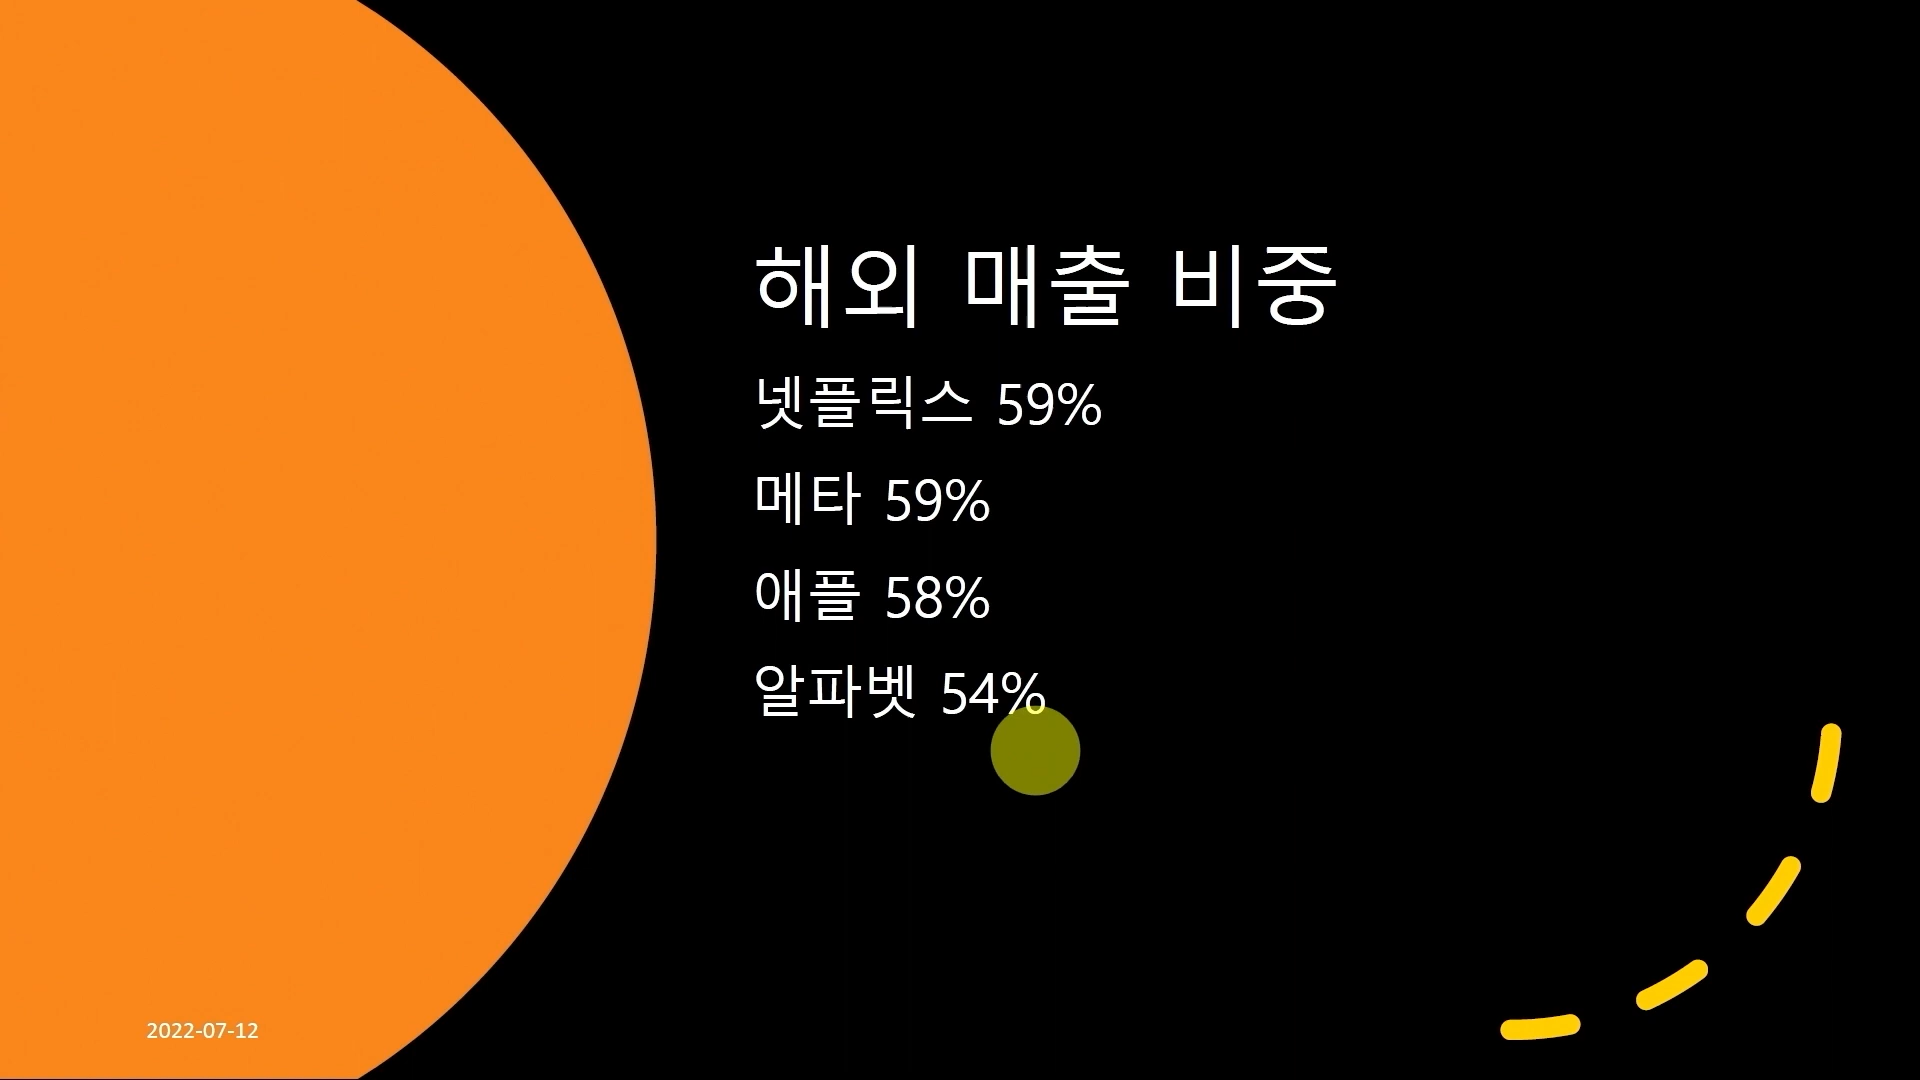 해외 매출 비중
넷플릭스 59%
메타 59%
애플 58%
알파벳 54%
2022-07-12